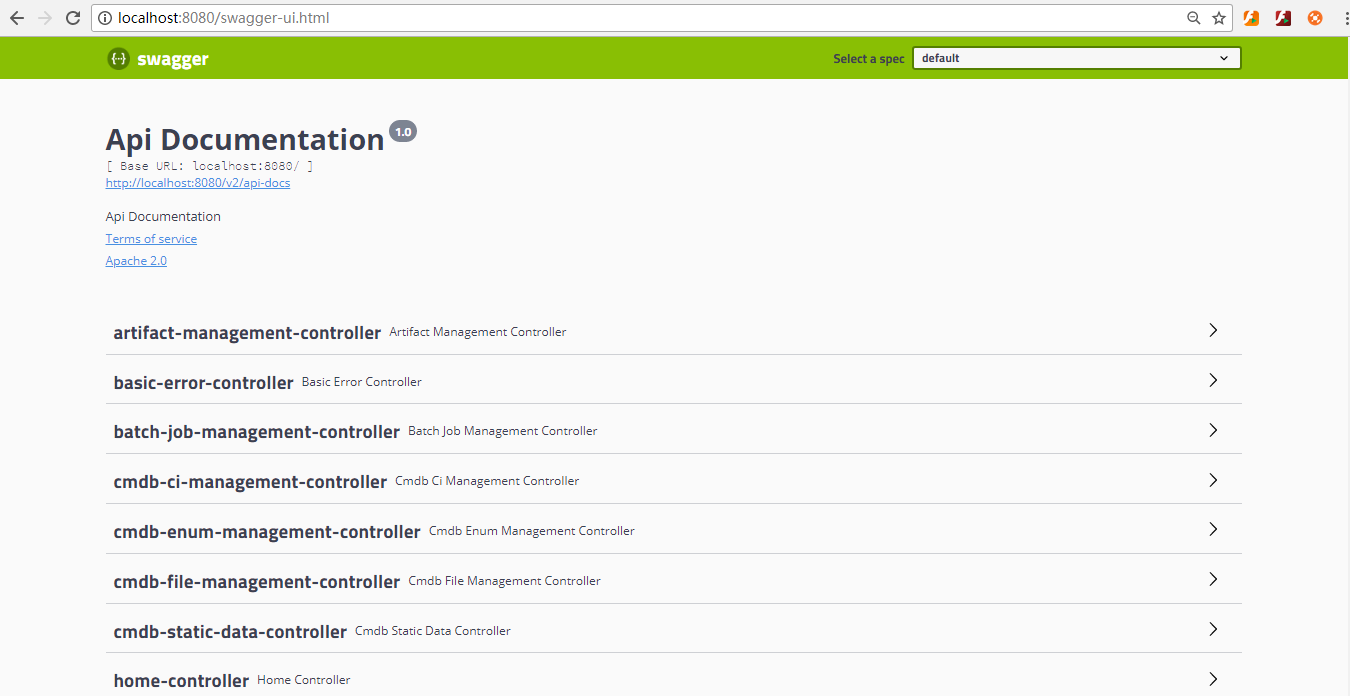 localhost:8080/swagger-ui.html
{···} swagger Select a spec default
Api Documentation 1.0
[ Base URL: localhost:8080/ ]
http://localhost:8080/v2/api-docs
Api Documentation
Terms of service
Apache 2.0
artifact-management-controller Artifact Management Controller
basic-error-controller Basic Error Controller
batch-job-management-controller Batch Job Management Controller
cmdb-ci-management-controller Cmdb Ci Management Controller
cmdb-enum-management-controller Cmdb Enum Management Controller
cmdb-file-management-controller Cmdb File Management Controller
cmdb-static-data-controller Cmdb Static Data Controller
home-controller Home Controller